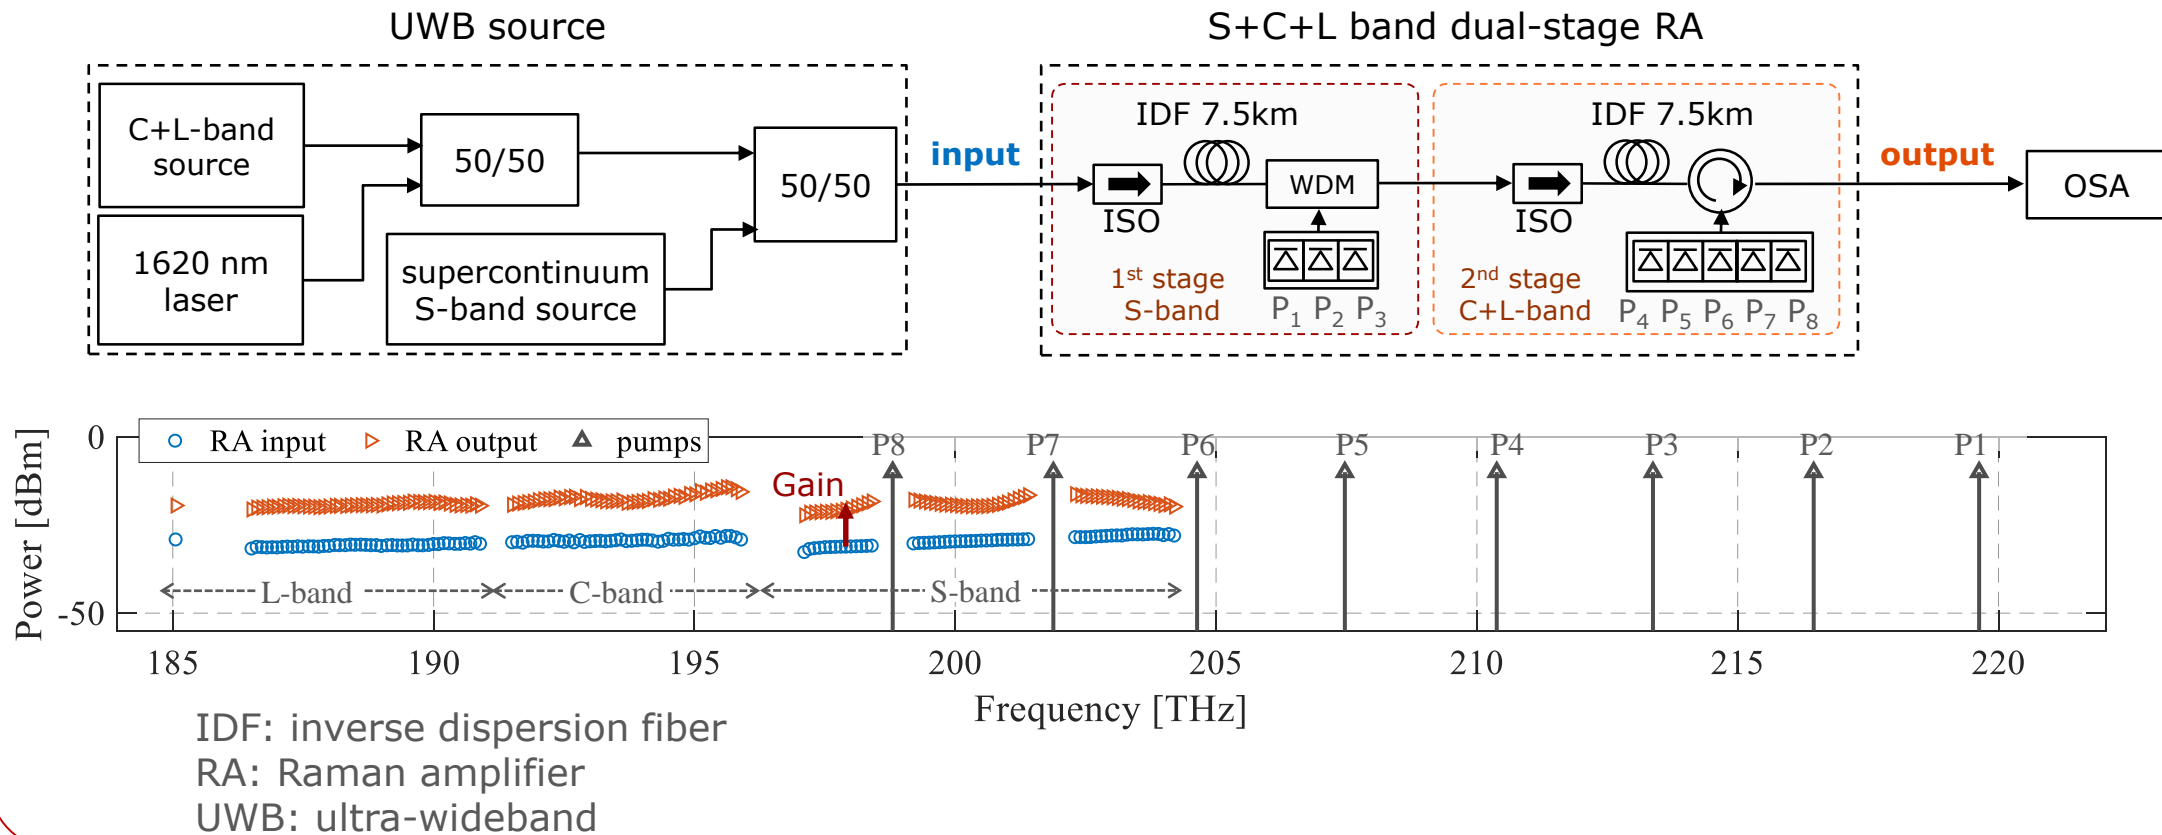 UWB source
S+C+L band dual-stage RA
C+L-band
source
50/50
50/50
1620 nm
laser
supercontinuum
S-band source
input
IDF 7.5km
WDM
ISO
1st stage
S-band
P1 P2 P3
IDF 7.5km
ISO
2nd stage
C+L-band
P4 P5 P6 P7 P8
output
OSA
Power [dBm]
0
-50
RA input
RA output
pumps
P8
P7
P6
P5
P4
P3
P2
P1
Gain
L-band
C-band
S-band
185
190
195
200
205
210
215
220
Frequency [THz]
IDF: inverse dispersion fiber
RA: Raman amplifier
UWB: ultra-wideband